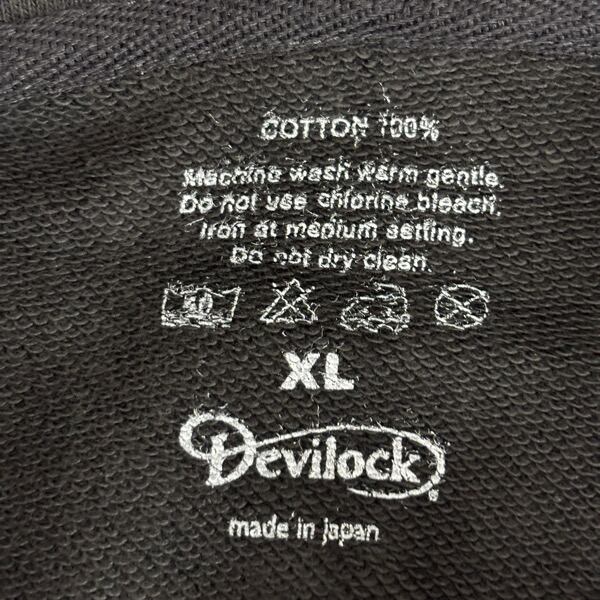 COTTON 100%
Machine wash warm gentle.
Do not use chlorine bleach.
Iron at medium setting.
Do not dry clean.
40
XL
Devilock
made in japan